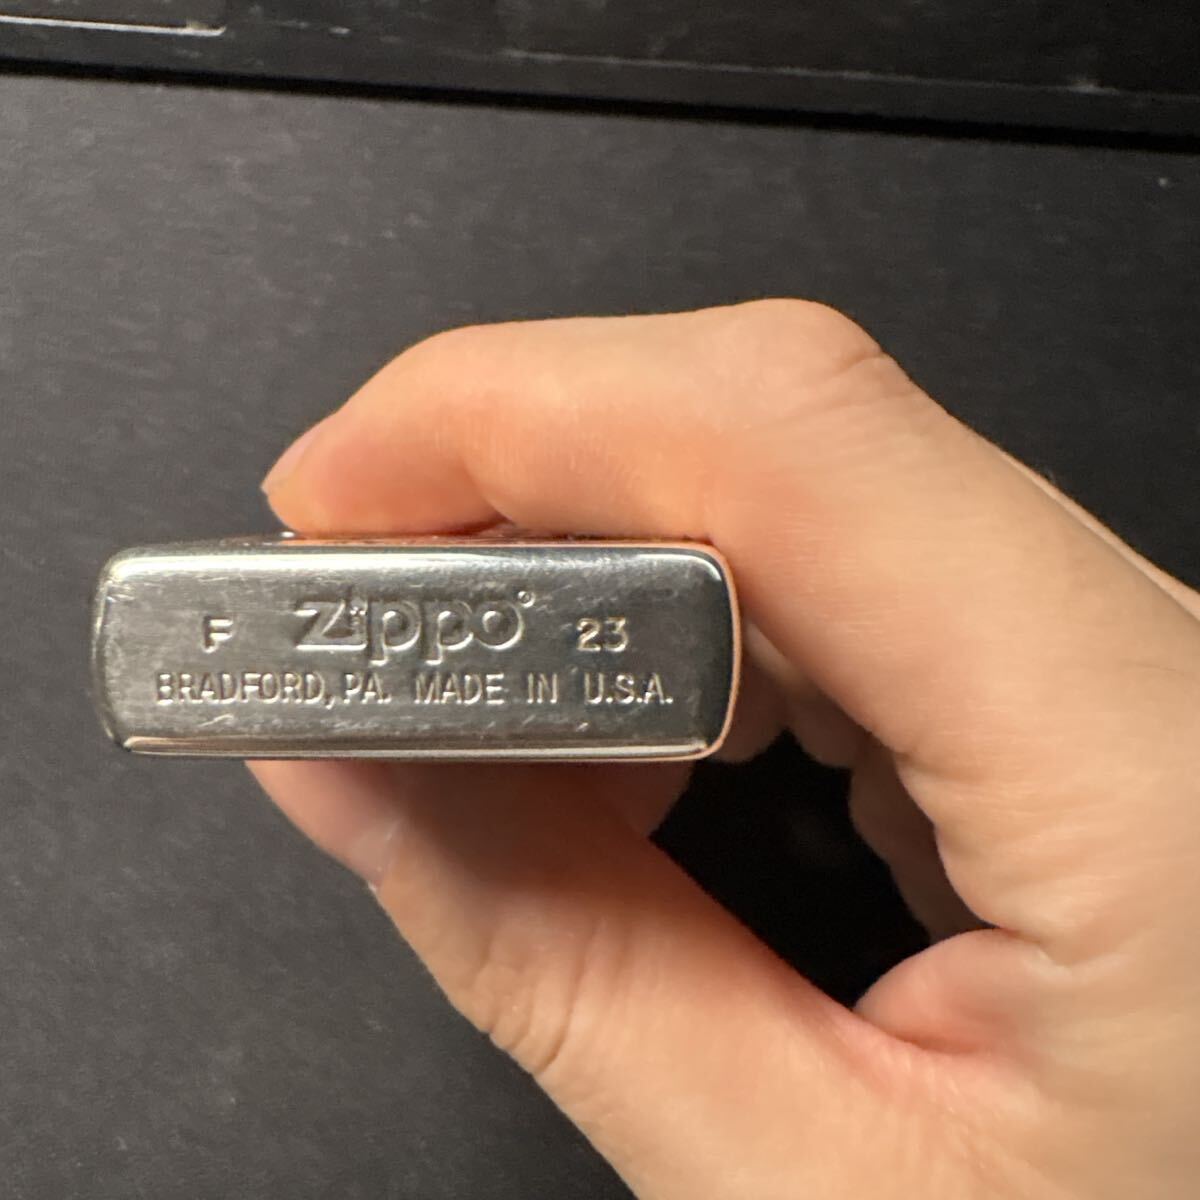 F Zippo® 23
BRADFORD, PA. MADE IN U.S.A.